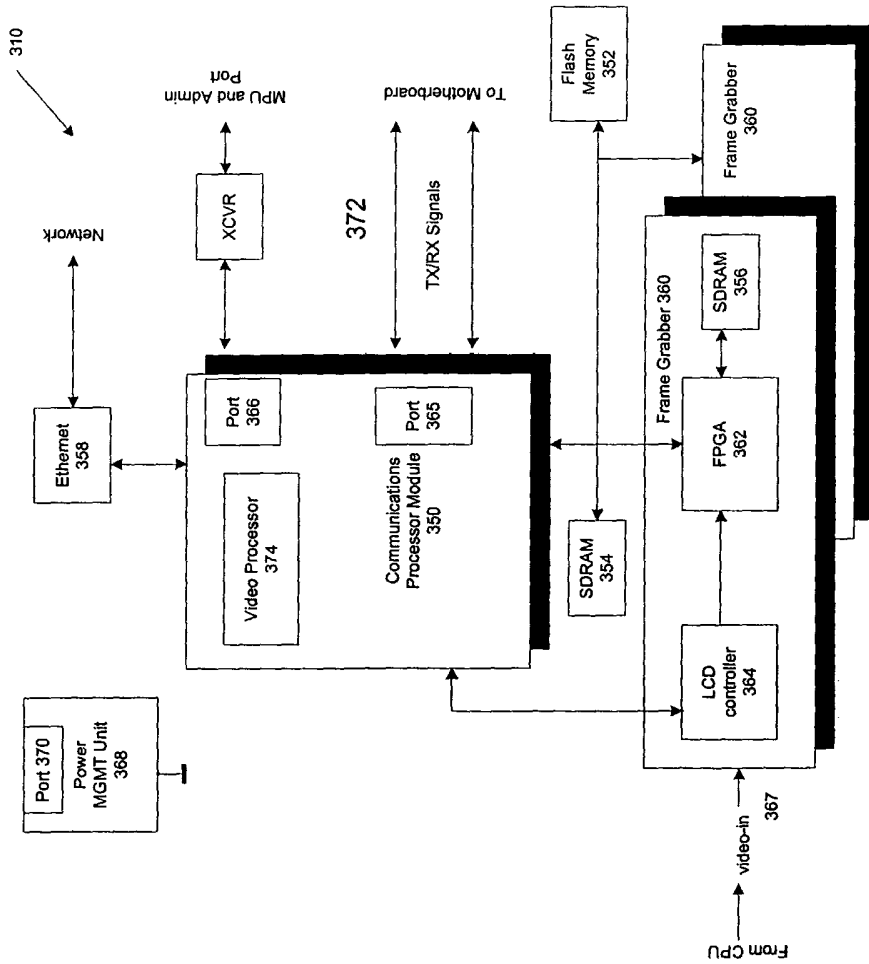 310
Network
MPU and Admin
Port
Ethernet
358
XCVR
Port 370
Power
MGMT Unit
368
Port
366
Video Processor
374
372
TX/RX Signals
To Motherboard
Port
365
Communications
Processor Module
350
Flash
Memory
352
SDRAM
354
Frame Grabber
360
Frame Grabber 360
SDRAM
356
FPGA
362
LCD
controller
364
From CPU
video-in
367